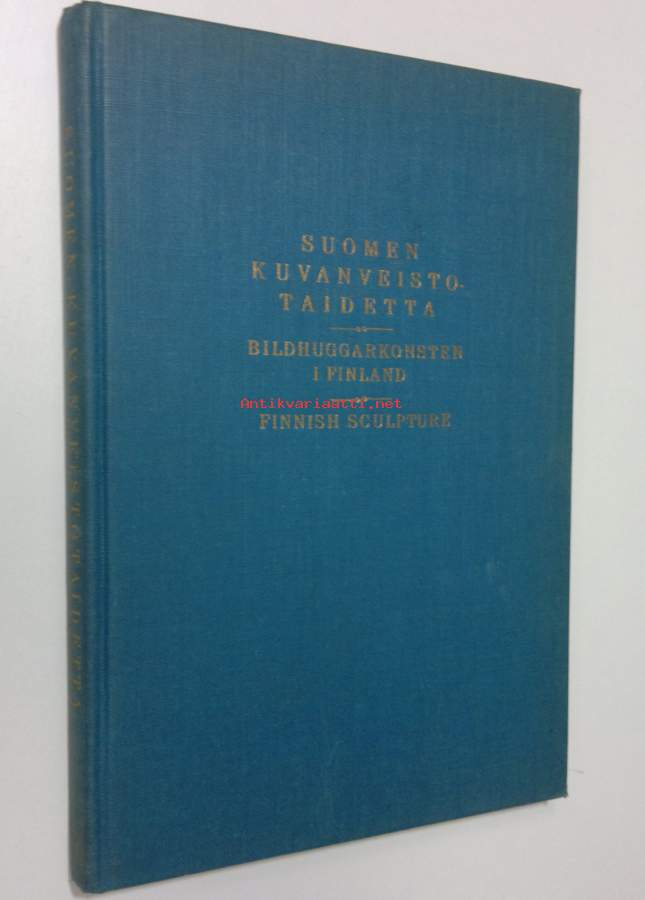 SUOMEN KUVANVEISTOTAIDETTA
SUOMEN
KUVANVEISTO-
TAIDETTA
BILDHUGGARKONSTEN
I FINLAND
Antikvariaatti.net
FINNISH SCULPTURE